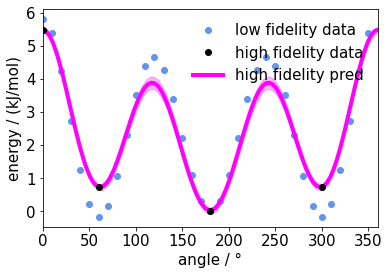 6
5
4
3
2
1
0
energy / (kJ/mol)
low fidelity data
high fidelity data
high fidelity pred
0 50 100 150 200 250 300 350
angle / °